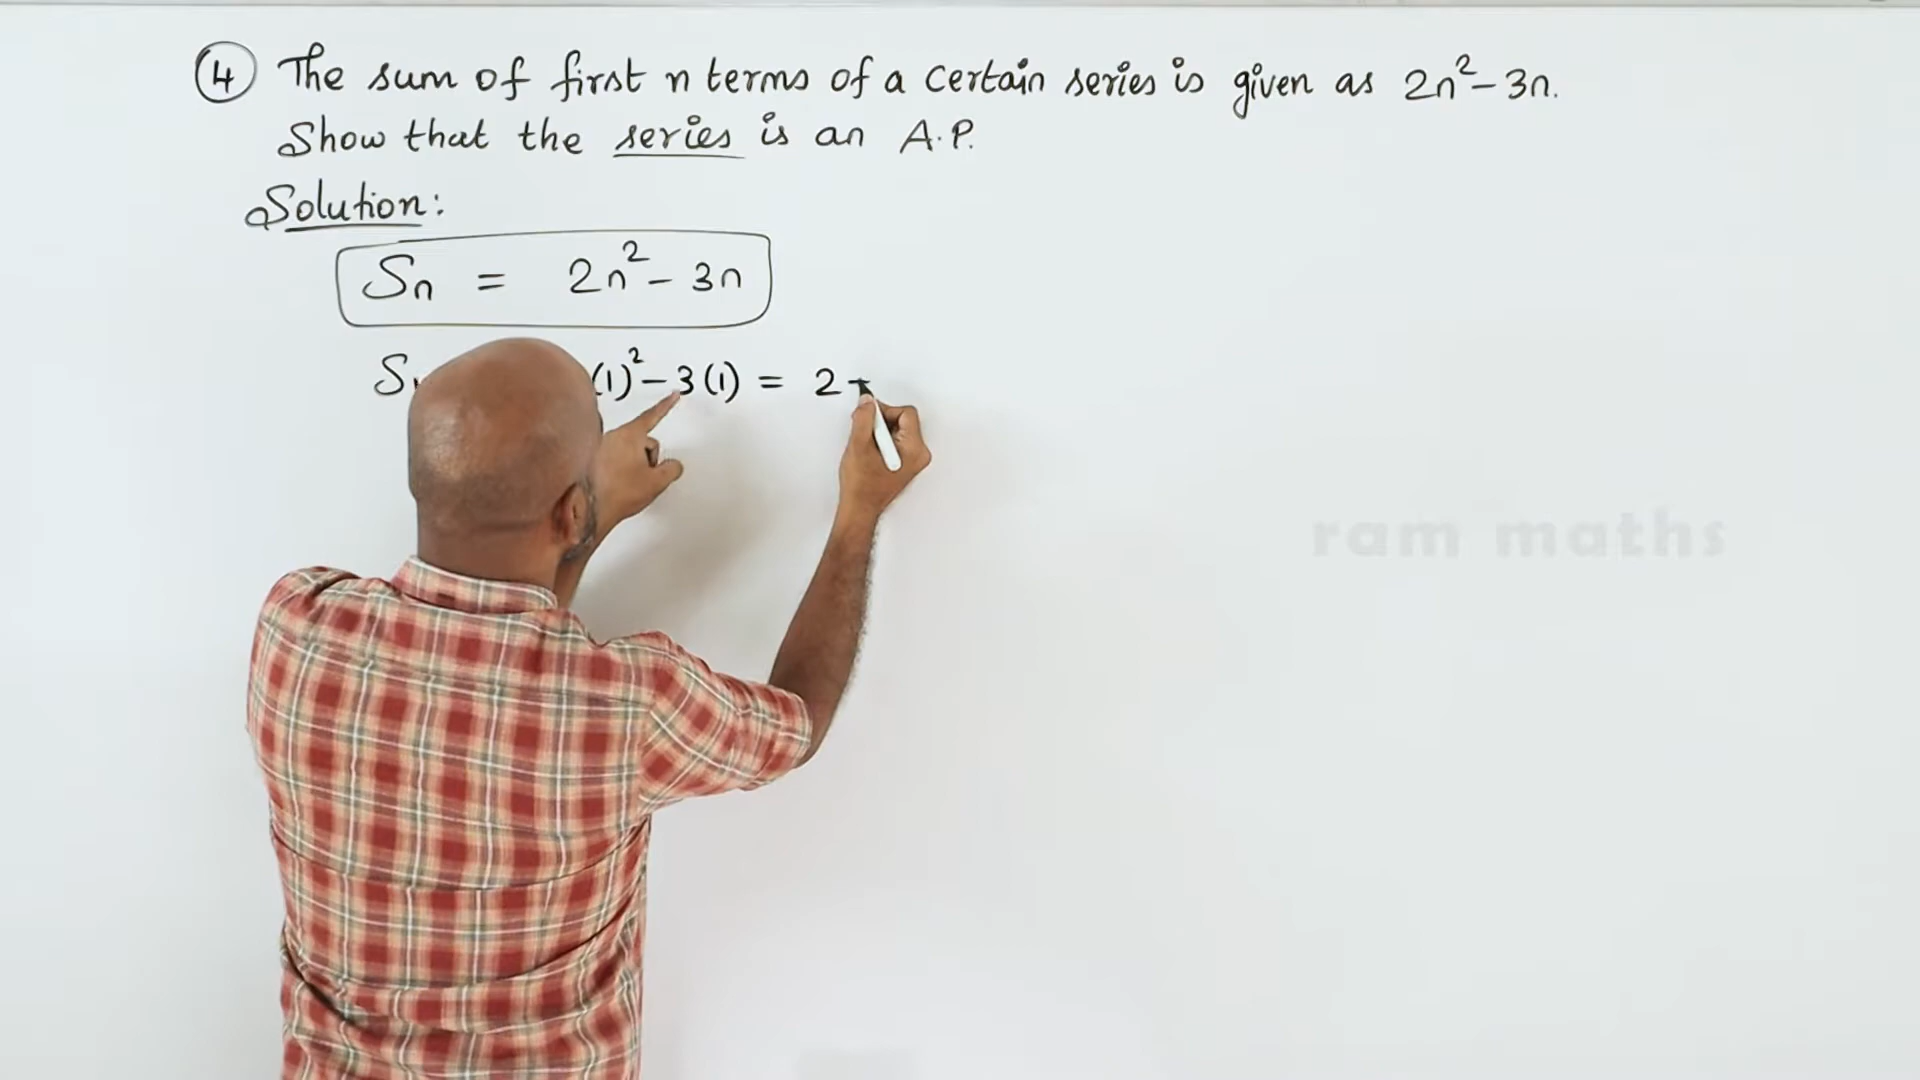 ④ The sum of first n terms of a certain series is given as 2n² - 3n.
Show that the series is an A.P.
Solution:
Sn = 2n² - 3n
S (1)² - 3(1) = 2 -
ram maths